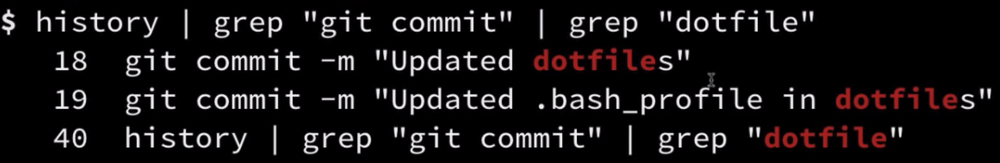 $ history | grep "git commit" | grep "dotfile"
18 git commit -m "Updated dotfiles"
19 git commit -m "Updated .bash_profile in dotfiles"
40 history | grep "git commit" | grep "dotfile"